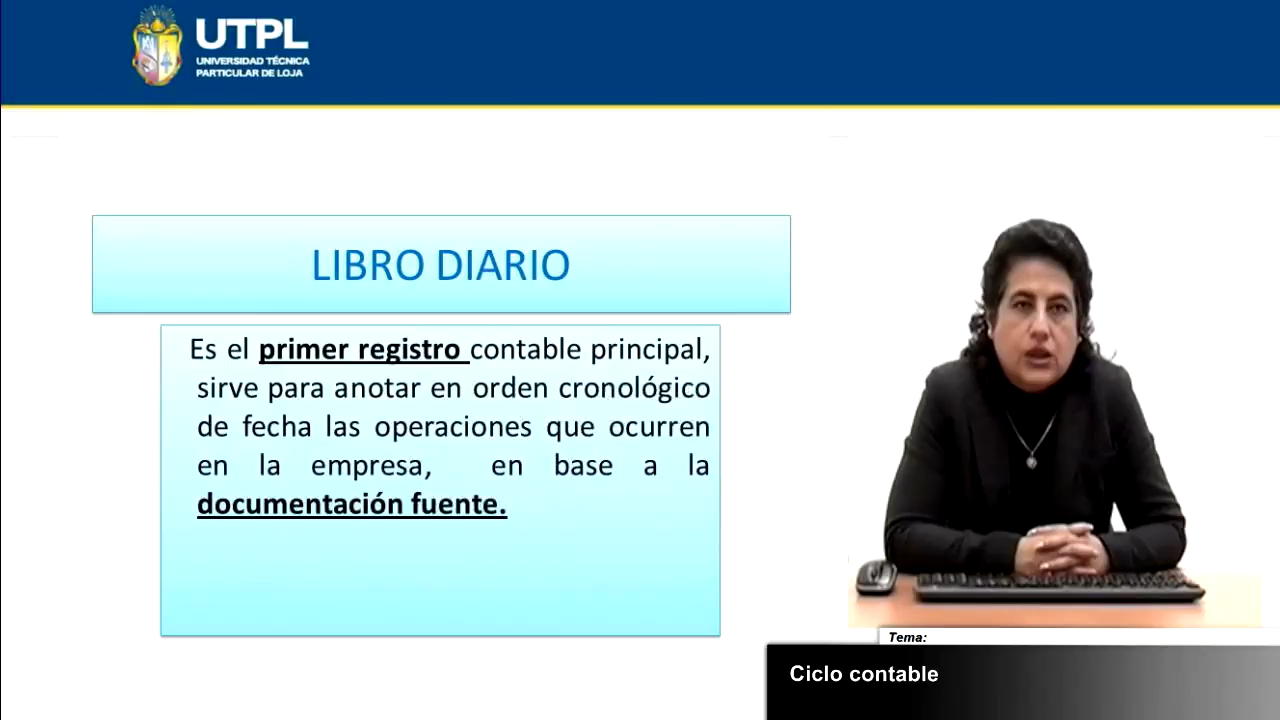 UTPL
UNIVERSIDAD TÉCNICA
PARTICULAR DE LOJA
LIBRO DIARIO
Es el primer registro contable principal,
sirve para anotar en orden cronológico
de fecha las operaciones que ocurren
en la empresa, en base a la
documentación fuente.
Tema:
Ciclo contable